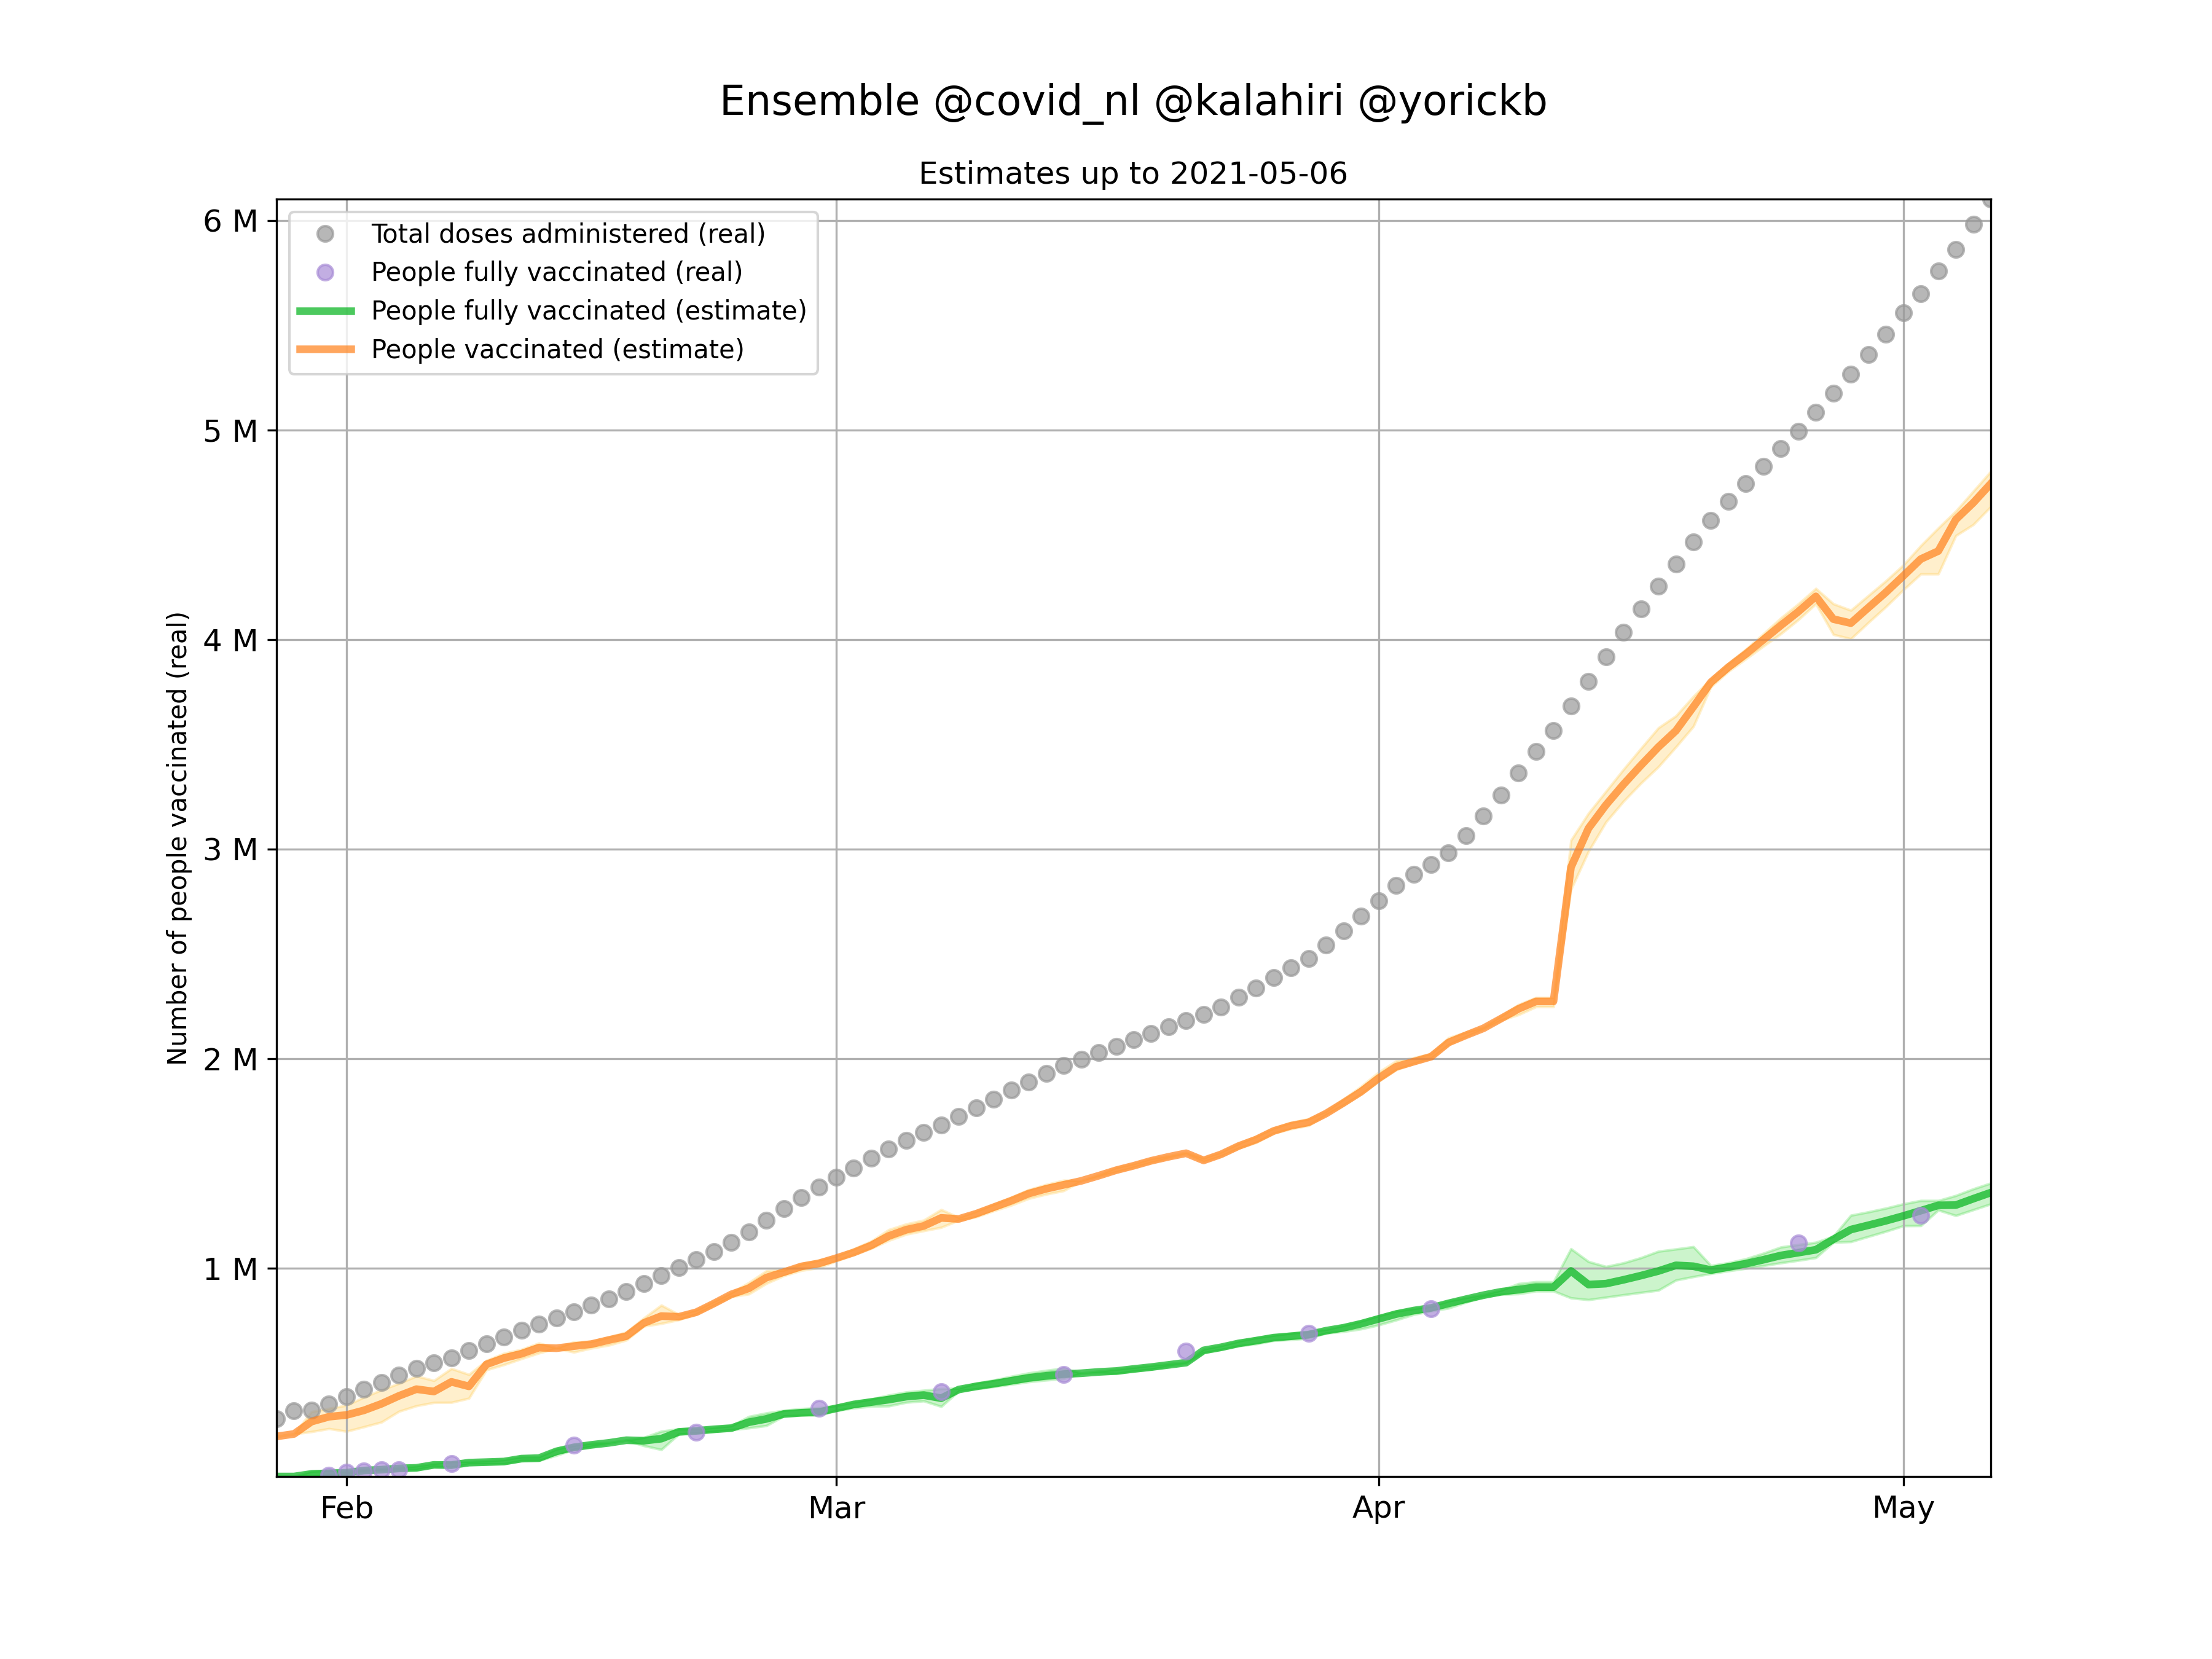 Ensemble @covid_nl @kalahiri @yorickb
Estimates up to 2021-05-06
Total doses administered (real)
People fully vaccinated (real)
People fully vaccinated (estimate)
People vaccinated (estimate)
Number of people vaccinated (real)
6 M
5 M
4 M
3 M
2 M
1 M
Feb
Mar
Apr
May